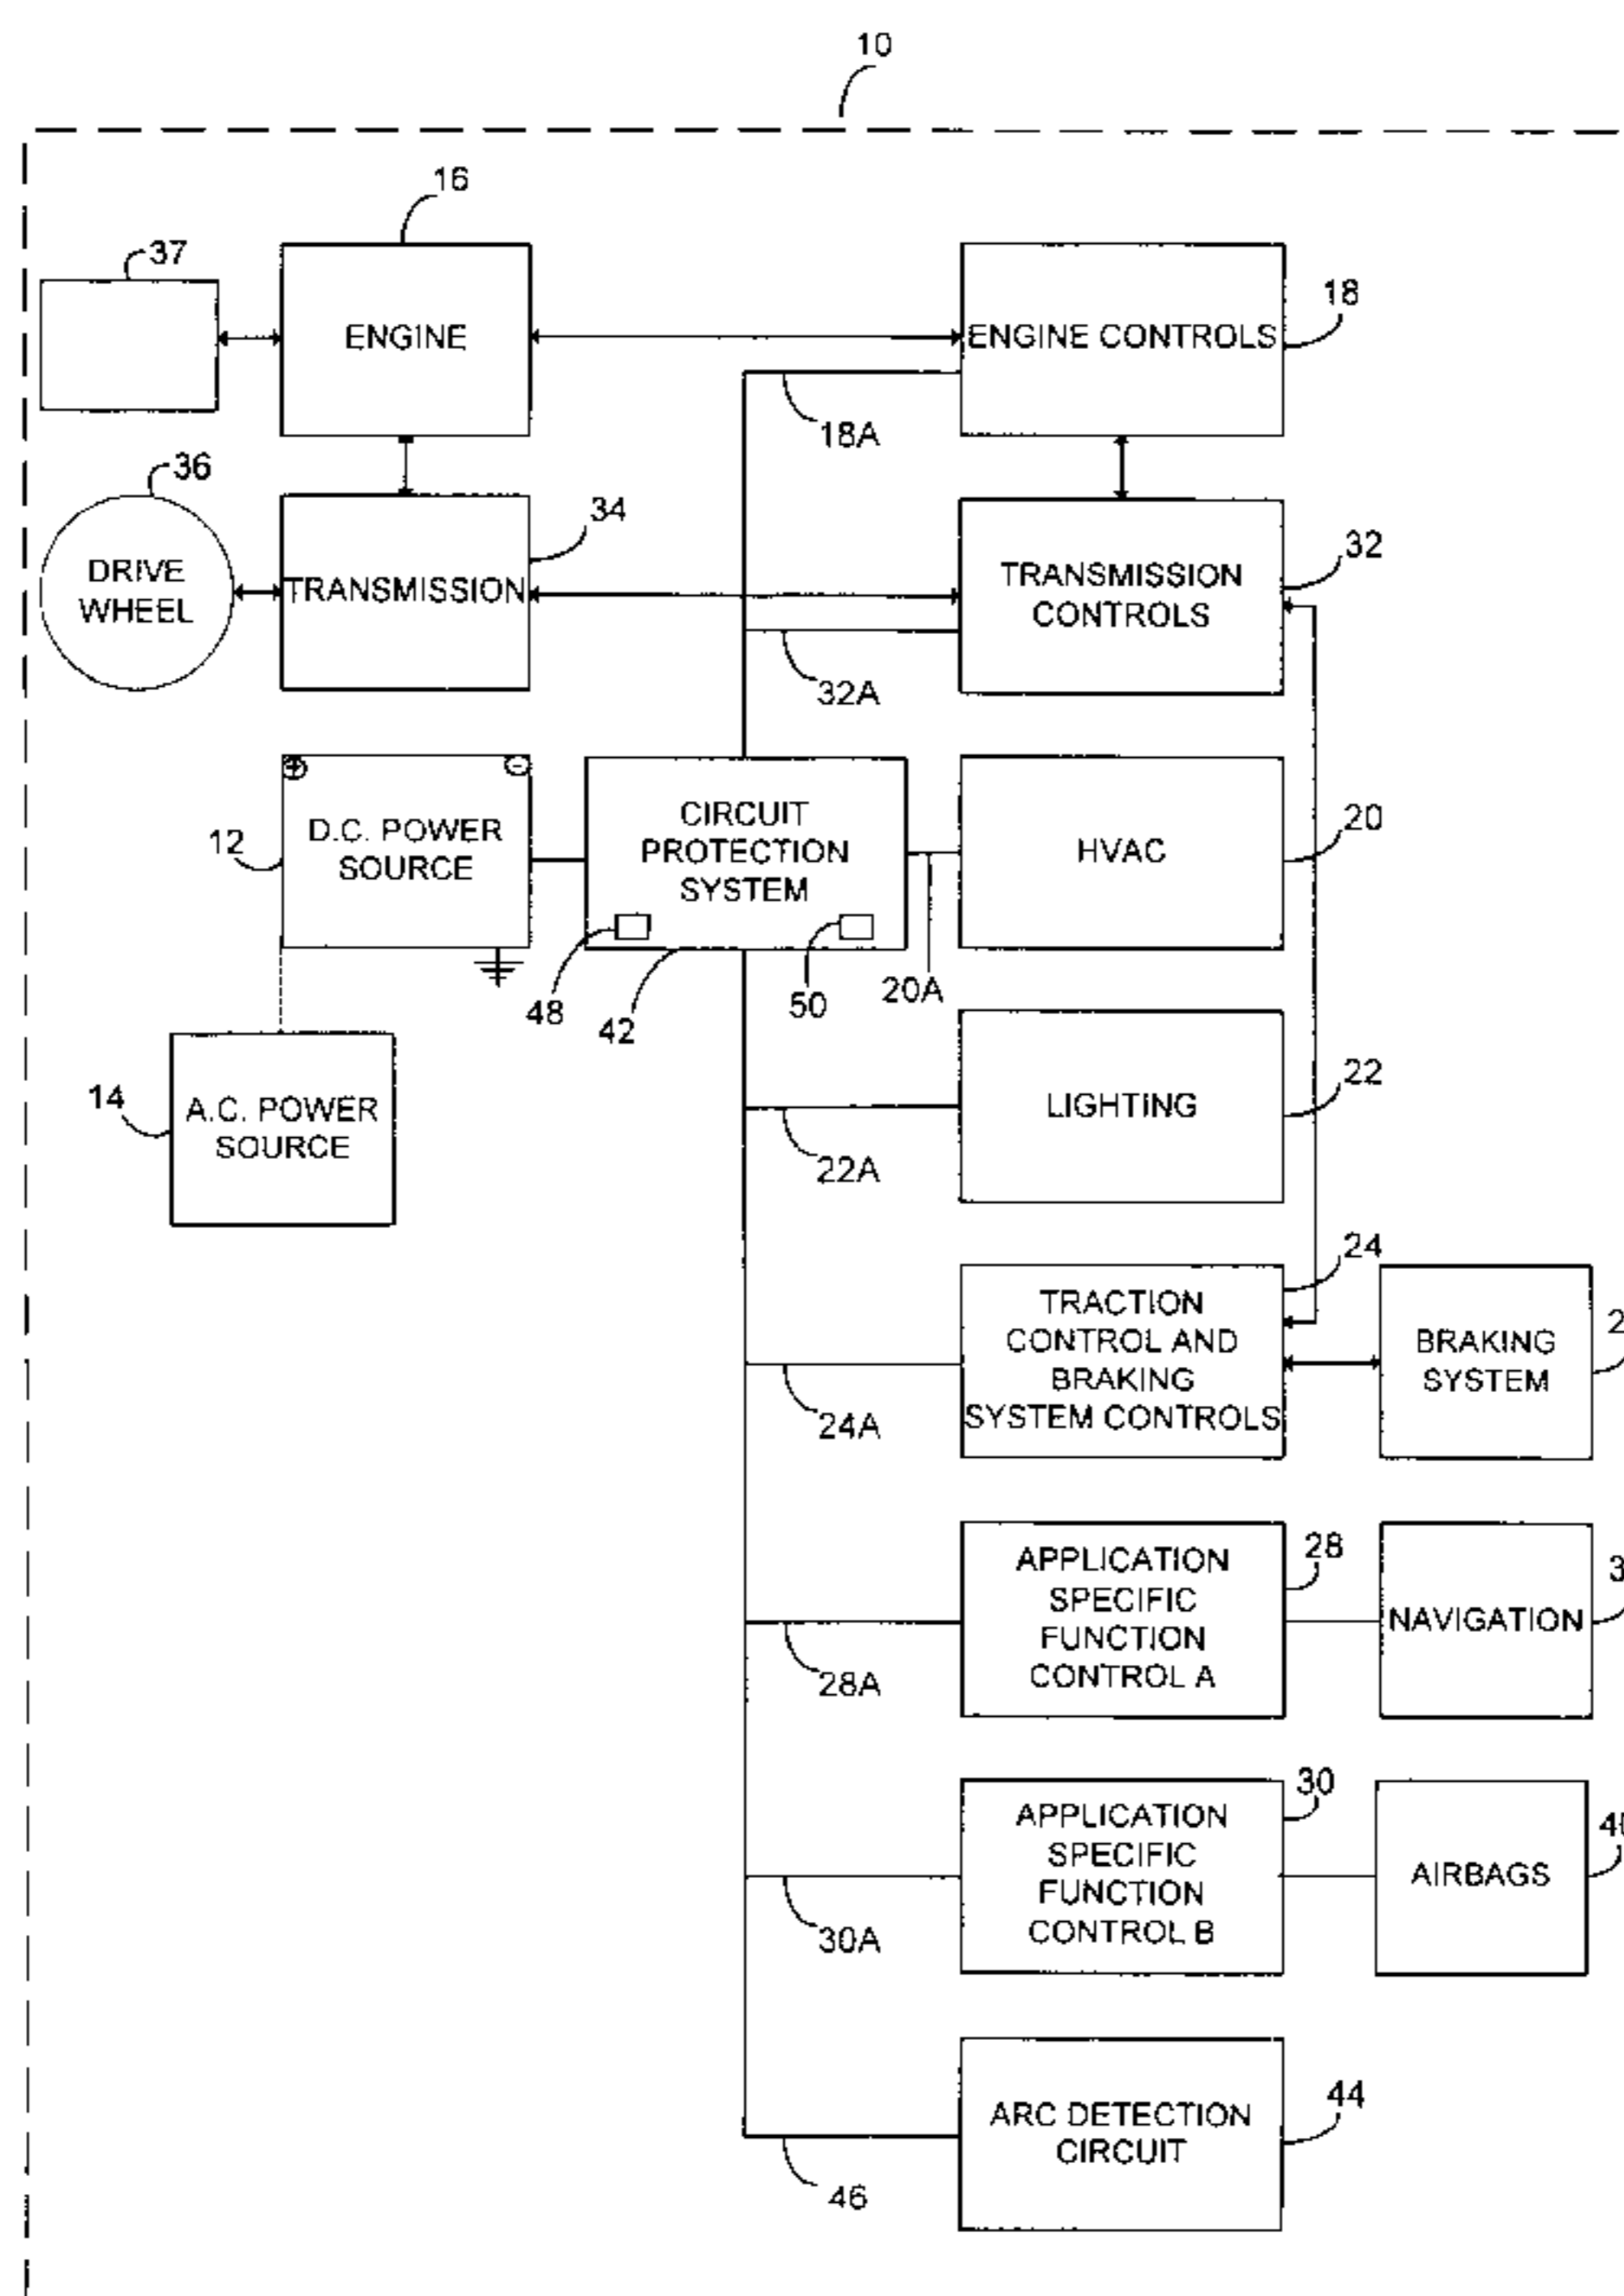 10
16
37
ENGINE
ENGINE CONTROLS
18
18A
36
34
DRIVE
WHEEL
TRANSMISSION
TRANSMISSION
CONTROLS
32
32A
+
-
12
D.C. POWER
SOURCE
CIRCUIT
PROTECTION
SYSTEM
HVAC
20
48
42
50
20A
14
A.C. POWER
SOURCE
LIGHTING
22
22A
24
TRACTION
CONTROL AND
BRAKING
SYSTEM CONTROLS
BRAKING
SYSTEM
24A
APPLICATION
SPECIFIC
FUNCTION
CONTROL A
28
NAVIGATION
28A
APPLICATION
SPECIFIC
FUNCTION
CONTROL B
30
AIRBAGS
30A
ARC DETECTION
CIRCUIT
44
46